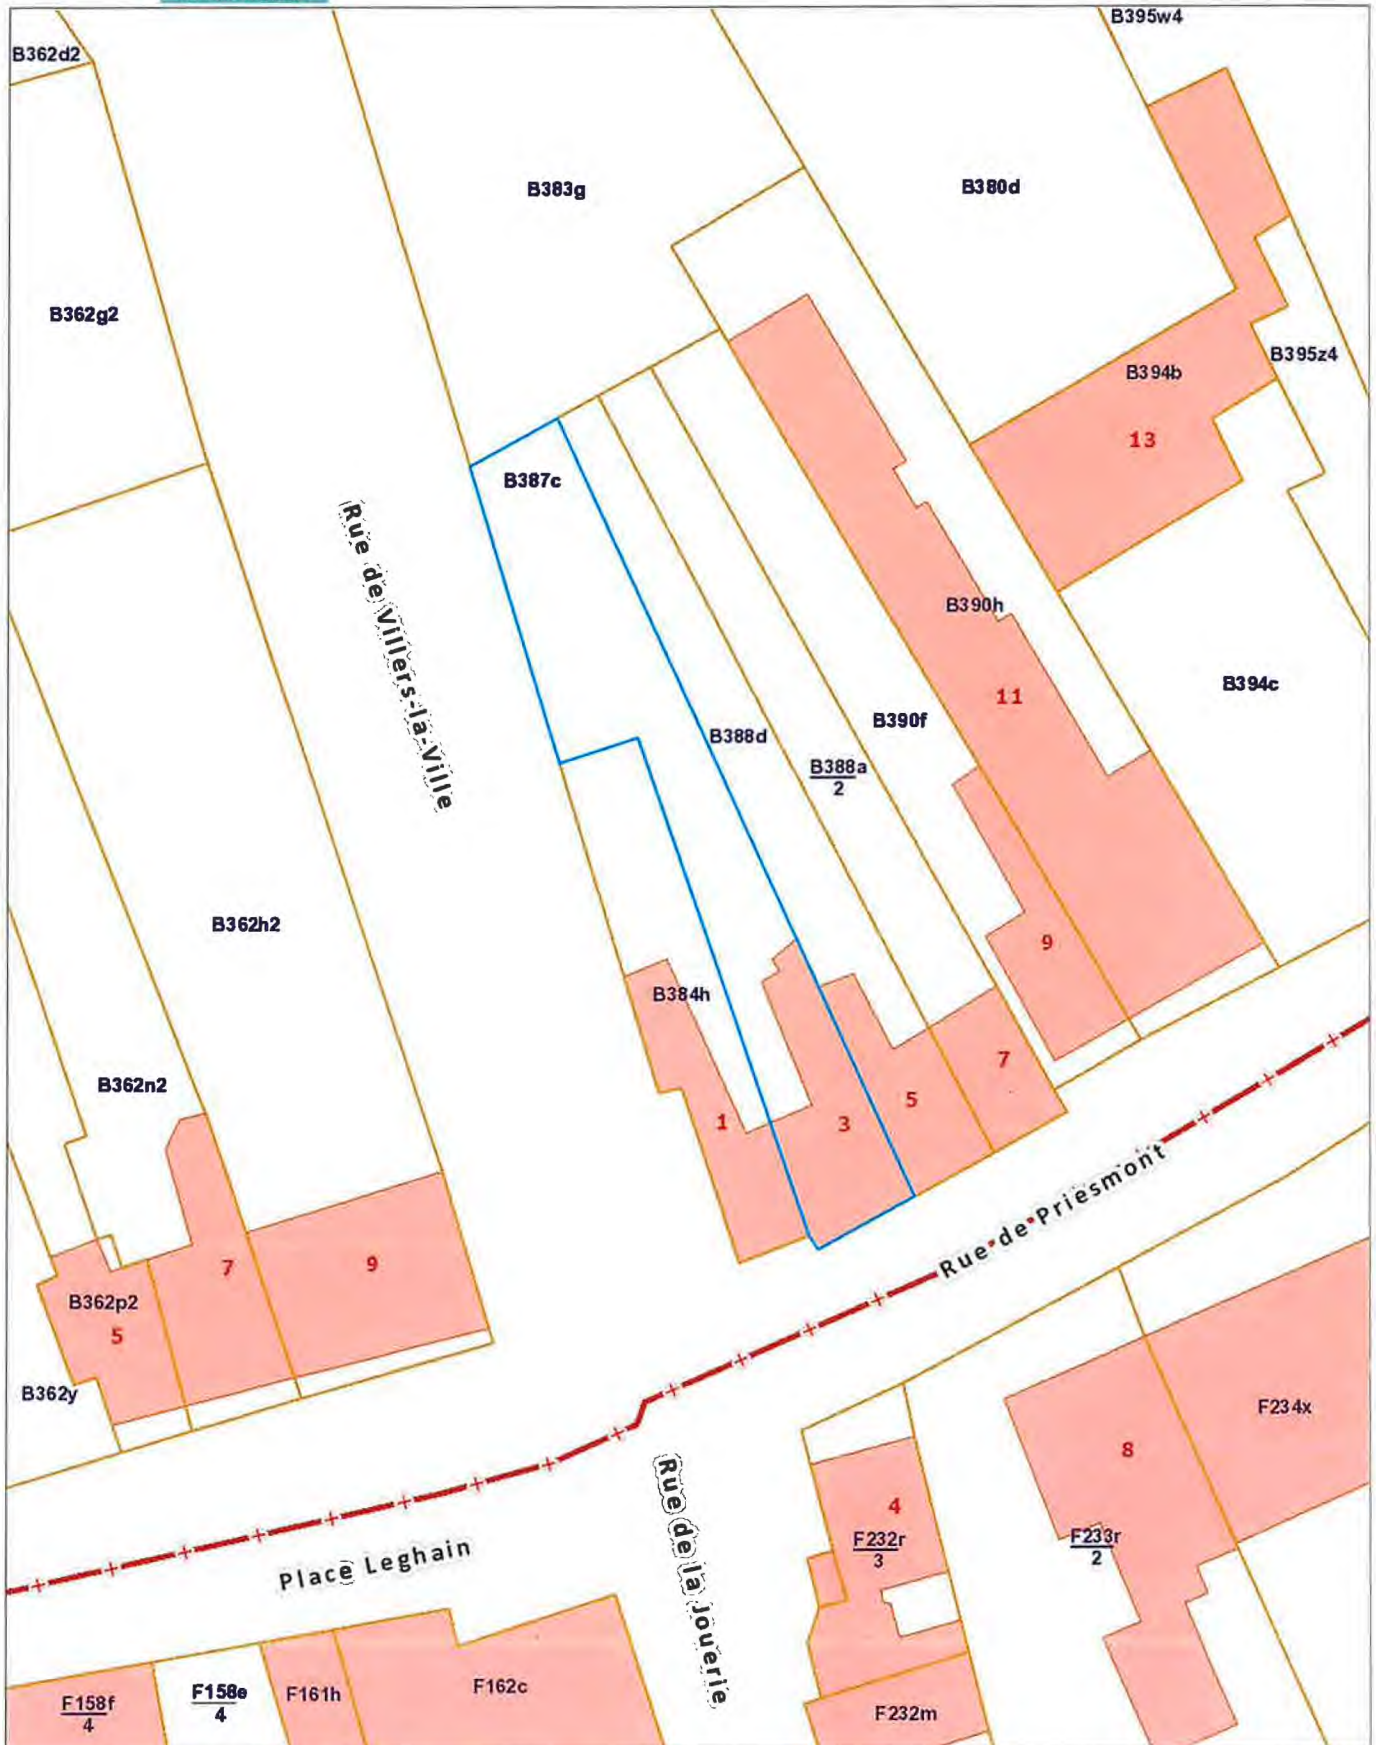 B395w4
B362d2
B383g
B380d
B362g2
B395z4
B394b
13
B387c
Rue de Villers-la-Ville
B390h
B394c
11
B390f
B388d
B388a
2
B362h2
9
B384h
B362n2
7
5
1
3
Rue de Priesmont
7
9
B362p2
5
B362y
F234x
8
4
F232r
3
F233r
2
Place Leghain
Rue de la Jouerie
F158f
4
F158e
4
F161h
F162c
F232m